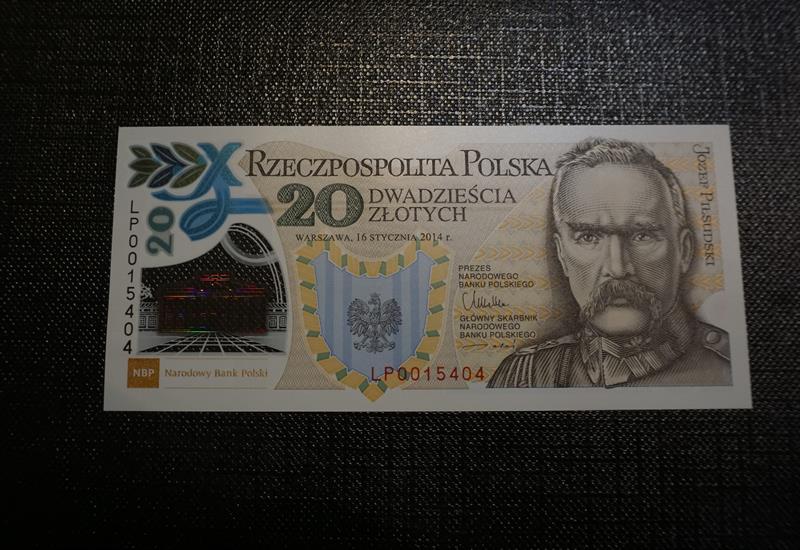 RZECZPOSPOLITA POLSKA
20
DWADZIEŚCIA
ZŁOTYCH
WARSZAWA, 16 STYCZNIA 2014 r.
PREZES
NARODOWEGO
BANKU POLSKIEGO
GŁÓWNY SKARBNIK
NARODOWEGO
BANKU POLSKIEGO
LP0015404
JÓZEF PIŁSUDSKI
20
LP0015404
NBP Narodowy Bank Polski